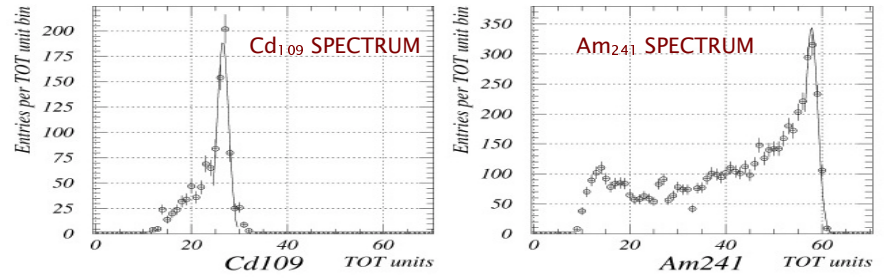 Entries per TOT unit bin
200
175
150
125
100
75
50
25
0
Cd₁₀₉ SPECTRUM
0 20 40 60
Cd109 TOT units
Entries per TOT unit bin
350
300
250
200
150
100
50
0
Am₂₄₁ SPECTRUM
0 20 40 60
Am241 TOT units